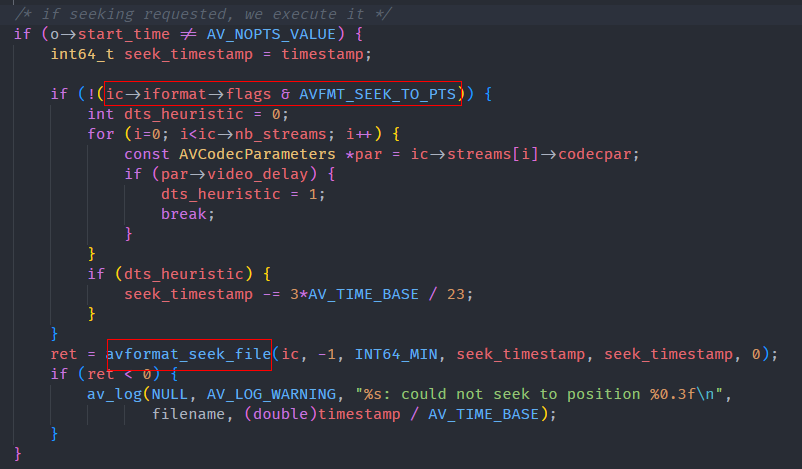 /* if seeking requested, we execute it */
if (o->start_time != AV_NOPTS_VALUE) {
    int64_t seek_timestamp = timestamp;

    if (!(ic->iformat->flags & AVFMT_SEEK_TO_PTS)) {
        int dts_heuristic = 0;
        for (i=0; i<ic->nb_streams; i++) {
            const AVCodecParameters *par = ic->streams[i]->codecpar;
            if (par->video_delay) {
                dts_heuristic = 1;
                break;
            }
        }
        if (dts_heuristic) {
            seek_timestamp -= 3*AV_TIME_BASE / 23;
        }
    }
    ret = avformat_seek_file(ic, -1, INT64_MIN, seek_timestamp, seek_timestamp, 0);
    if (ret < 0) {
        av_log(NULL, AV_LOG_WARNING, "%s: could not seek to position %0.3f\n",
               filename, (double)timestamp / AV_TIME_BASE);
    }
}